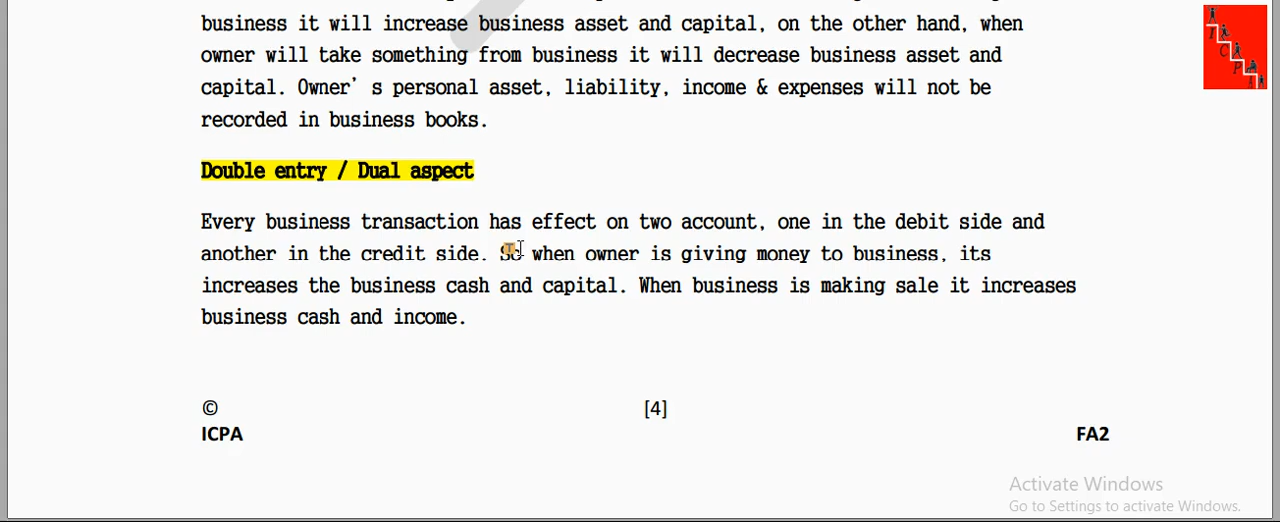 business it will increase business asset and capital, on the other hand, when
owner will take something from business it will decrease business asset and
capital. Owner's personal asset, liability, income & expenses will not be
recorded in business books.
Double entry / Dual aspect
Every business transaction has effect on two account, one in the debit side and
another in the credit side. So when owner is giving money to business, its
increases the business cash and capital. When business is making sale it increases
business cash and income.
© [4]
ICPA FA2
Activate Windows
Go to Settings to activate Windows.